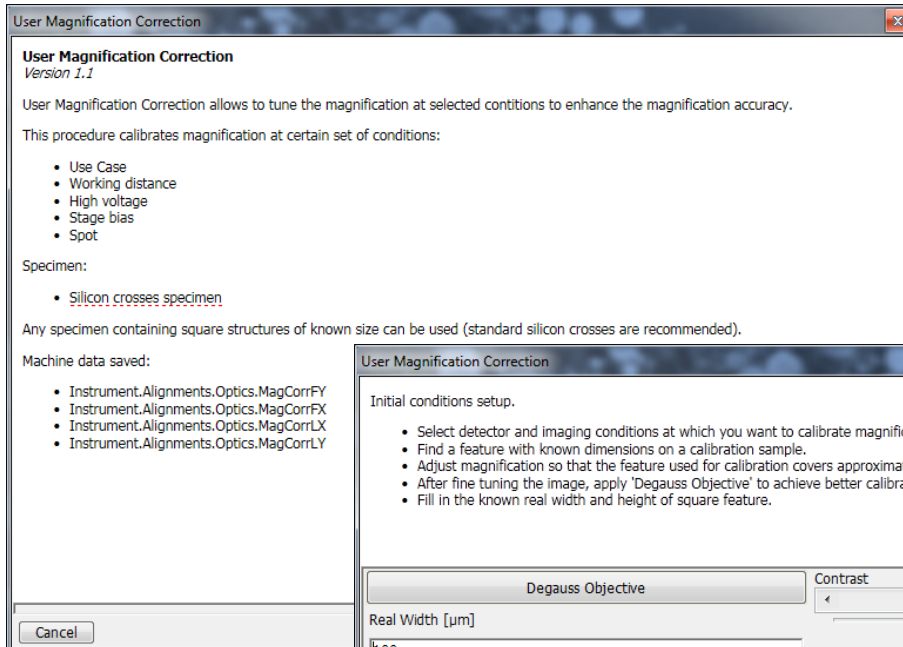 User Magnification Correction
User Magnification Correction
Version 1.1
User Magnification Correction allows to tune the magnification at selected contitions to enhance the magnification accuracy.
This procedure calibrates magnification at certain set of conditions:
• Use Case
• Working distance
• High voltage
• Stage bias
• Spot
Specimen:
• Silicon crosses specimen
Any specimen containing square structures of known size can be used (standard silicon crosses are recommended).
Machine data saved:
• Instrument.Alignments.Optics.MagCorrFY
• Instrument.Alignments.Optics.MagCorrFX
• Instrument.Alignments.Optics.MagCorrLX
• Instrument.Alignments.Optics.MagCorrLY
Cancel
User Magnification Correction
Initial conditions setup.
• Select detector and imaging conditions at which you want to calibrate magnific
• Find a feature with known dimensions on a calibration sample.
• Adjust magnification so that the feature used for calibration covers approxima
• After fine tuning the image, apply 'Degauss Objective' to achieve better calibra
• Fill in the known real width and height of square feature.
Degauss Objective
Contrast
Real Width [µm]